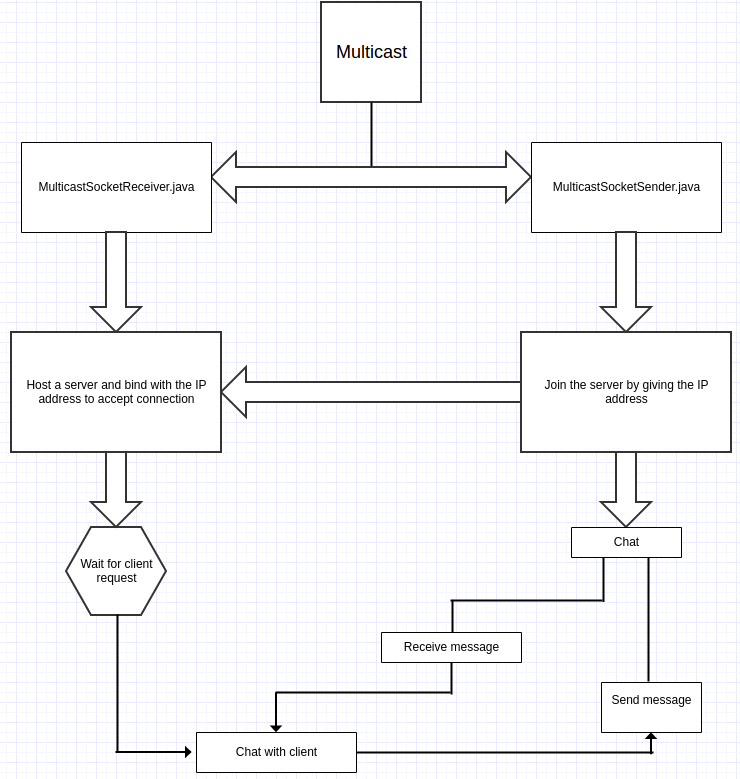 Multicast
MulticastSocketReceiver.java
MulticastSocketSender.java
Host a server and bind with the IP
address to accept connection
Join the server by giving the IP
address
Wait for client
request
Chat
Receive message
Send message
Chat with client